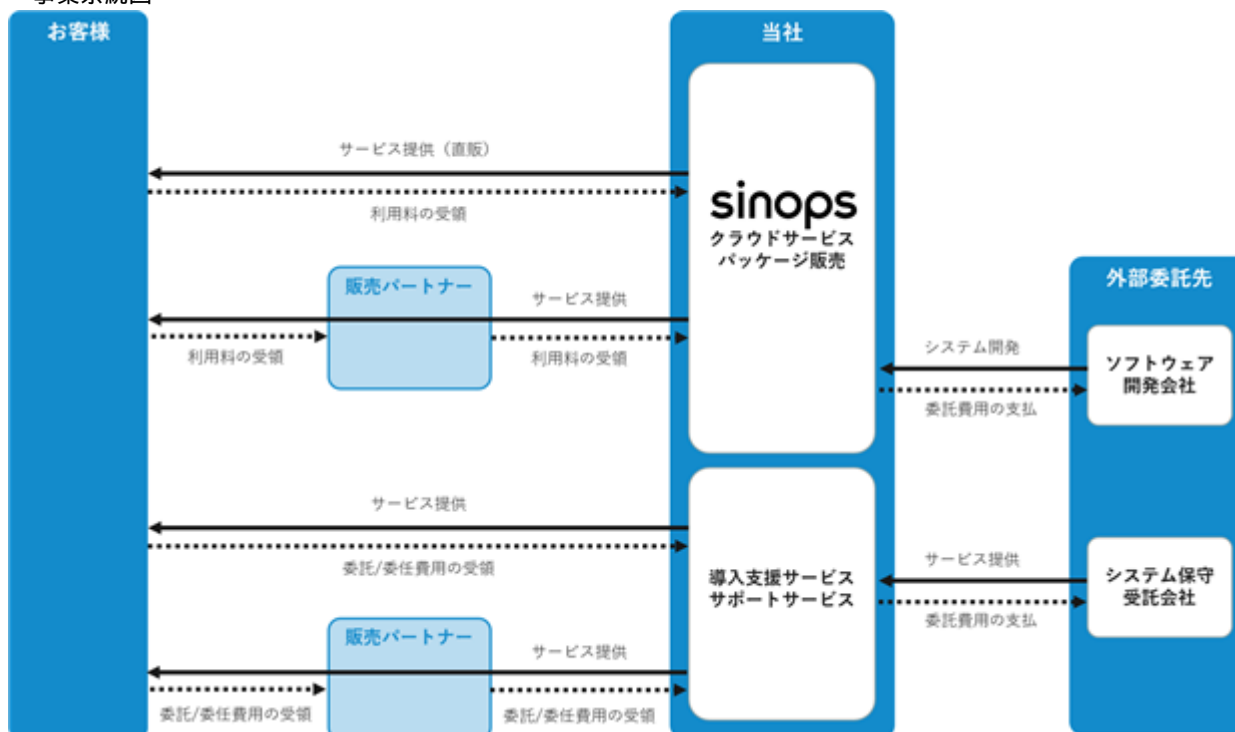 事業系統図
お客様
当社
サービス提供（直販）
利用料の受領
sinops
クラウドサービス
パッケージ販売
販売パートナー
サービス提供
利用料の受領
利用料の受領
外部委託先
システム開発
委託費用の支払
ソフトウェア
開発会社
サービス提供
委託/委任費用の受領
導入支援サービス
サポートサービス
サービス提供
委託費用の支払
システム保守
受託会社
販売パートナー
サービス提供
委託/委任費用の受領
委託/委任費用の受領